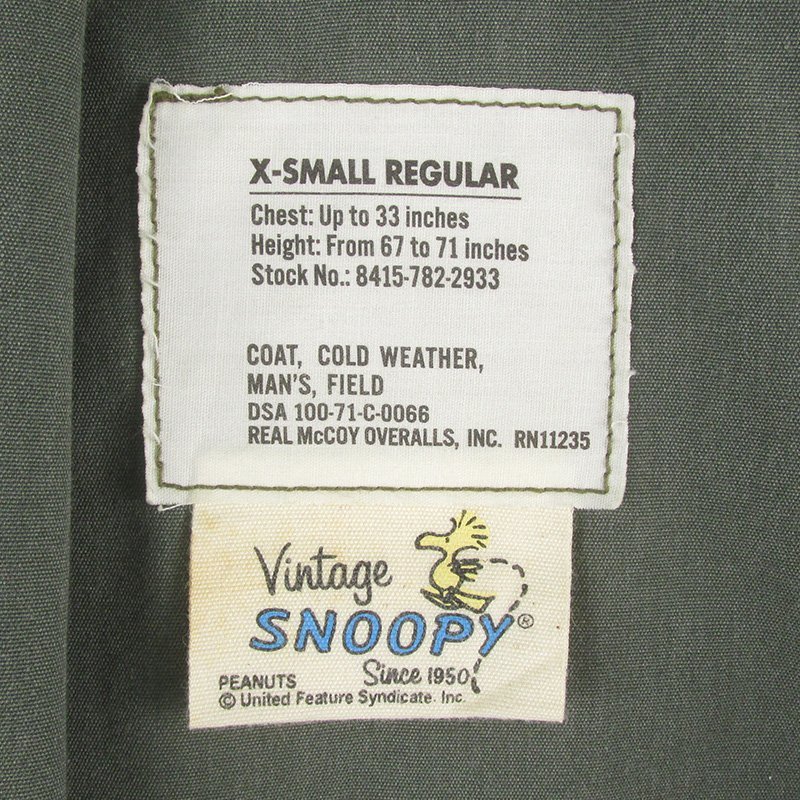 X-SMALL REGULAR
Chest: Up to 33 inches
Height: From 67 to 71 inches
Stock No.: 8415-782-2933
COAT, COLD WEATHER,
MAN'S, FIELD
DSA 100-71-C-0066
REAL McCOY OVERALLS, INC. RN11235
Vintage
SNOOPY®
Since 1950
PEANUTS
© United Feature Syndicate. Inc.